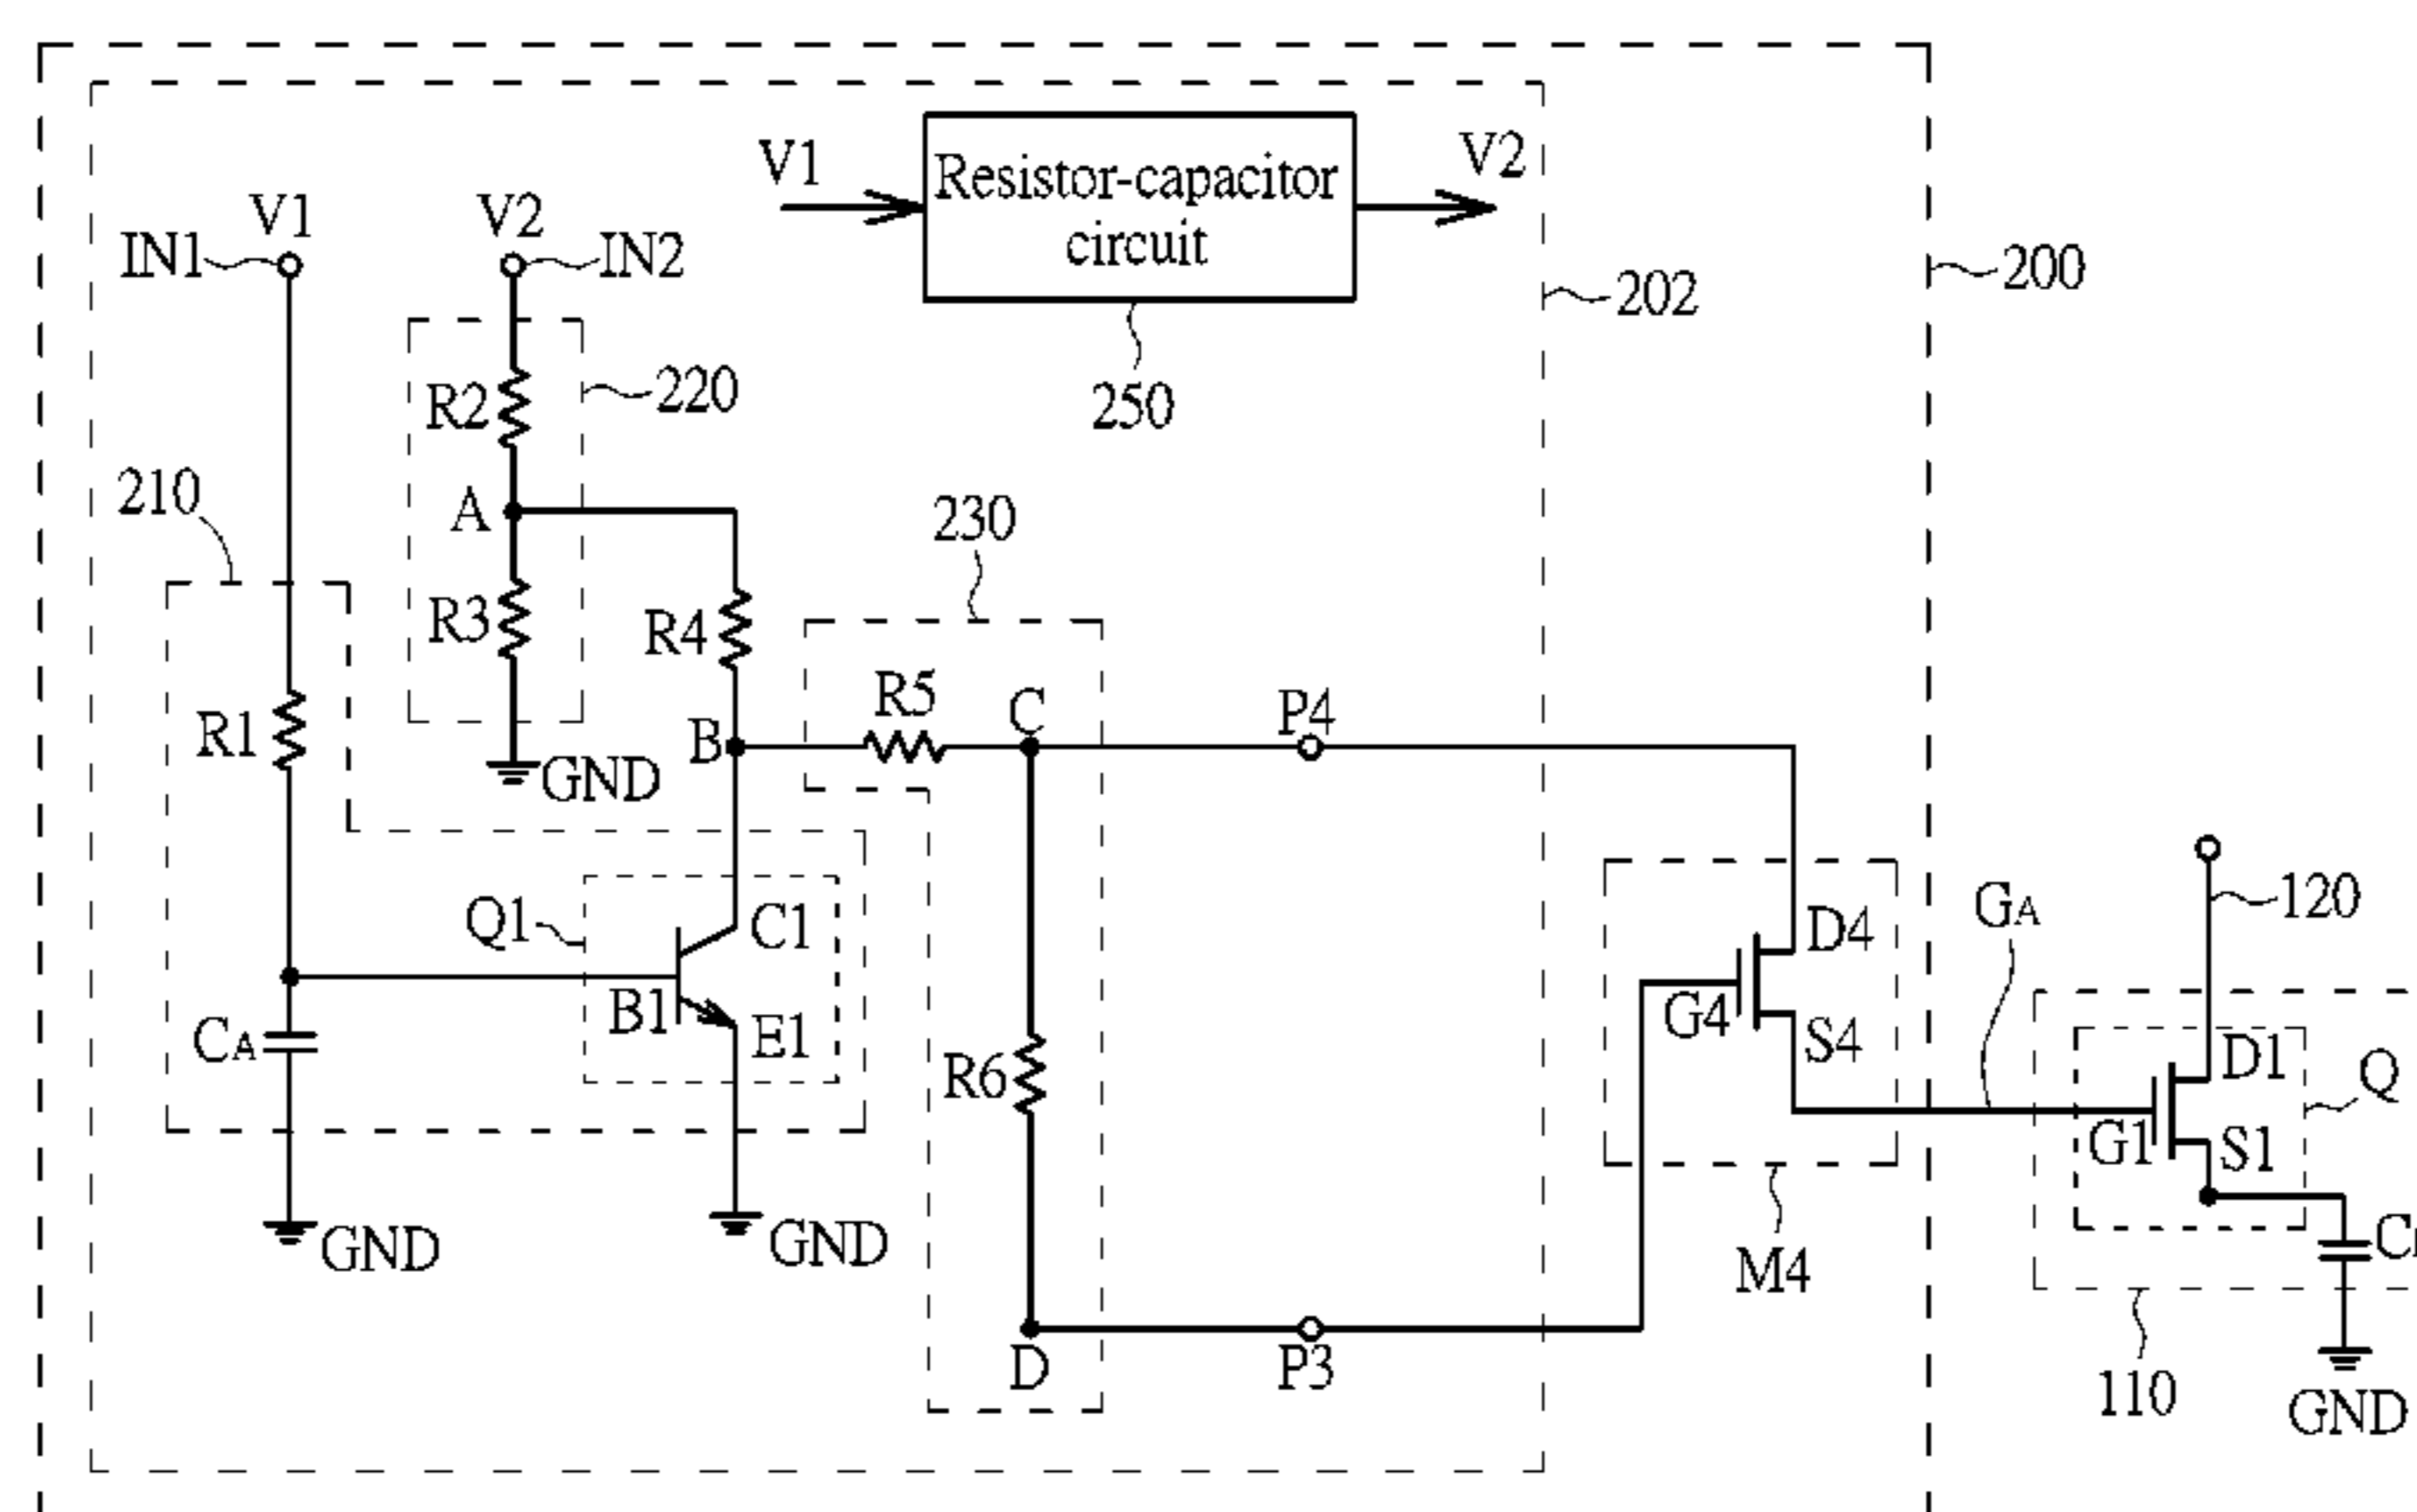 V1
Resistor-capacitor
circuit
V2
V1
V2
IN1
IN2
202
200
R2
220
250
210
A
230
R3
R4
R5
C
P4
R1
B
GND
120
GA
Q1
C1
D4
B1
G4
E1
S4
CA
R6
D1
Q
G1
S1
GND
GND
M4
D
P3
110
GND